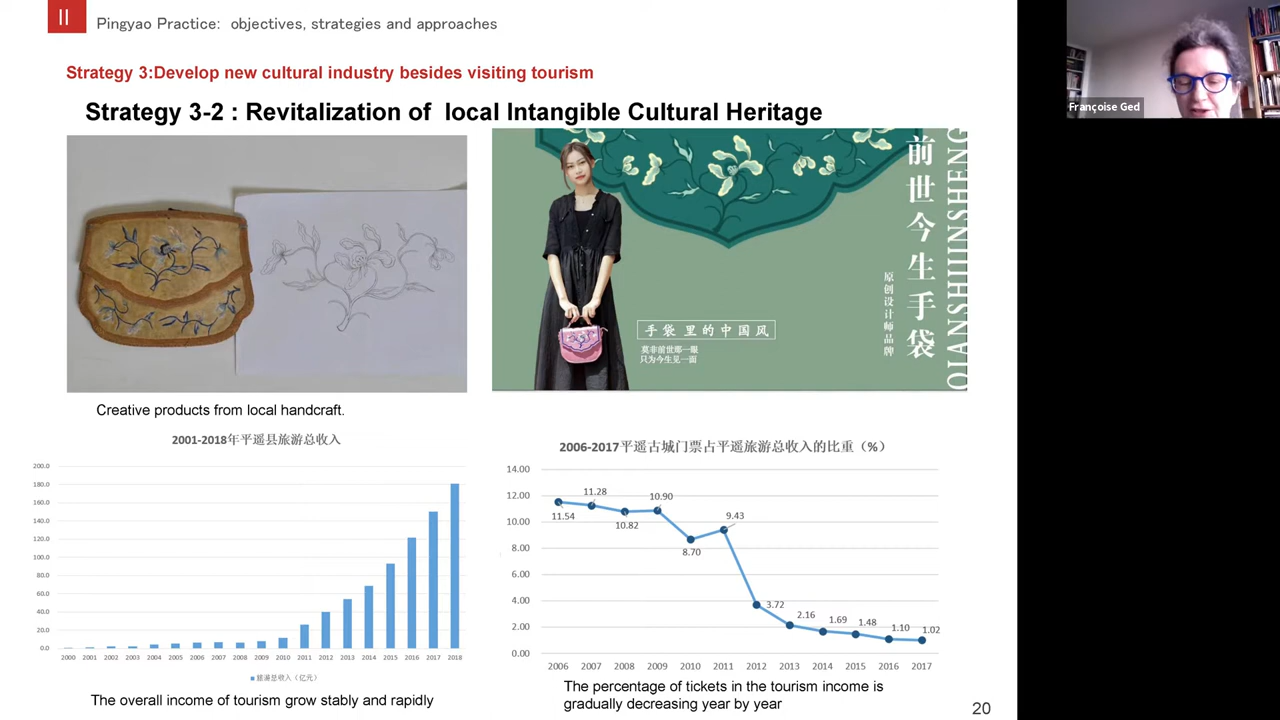 II
Pingyao Practice: objectives, strategies and approaches
Strategy 3:Develop new cultural industry besides visiting tourism
Strategy 3-2 : Revitalization of local Intangible Cultural Heritage
前世今生手袋
QIANSHIJINSHENG
原创设计师品牌
手袋里的中国风
莫非前世那一眼
只为今生见一面
Françoise Ged
Creative products from local handcraft.
2001-2018年平遥县旅游总收入
200.0
180.0
160.0
140.0
120.0
100.0
80.0
60.0
40.0
20.0
0.0
2000 2001 2002 2003 2004 2005 2006 2007 2008 2009 2010 2011 2012 2013 2014 2015 2016 2017 2018
旅游总收入（亿元）
The overall income of tourism grow stably and rapidly
2006-2017平遥古城门票占平遥旅游总收入的比重（%）
14.00
12.00
10.00
8.00
6.00
4.00
2.00
0.00
11.54 11.28 10.82 10.90 8.70 9.43 3.72 2.16 1.69 1.48 1.10 1.02
2006 2007 2008 2009 2010 2011 2012 2013 2014 2015 2016 2017
The percentage of tickets in the tourism income is
gradually decreasing year by year
20